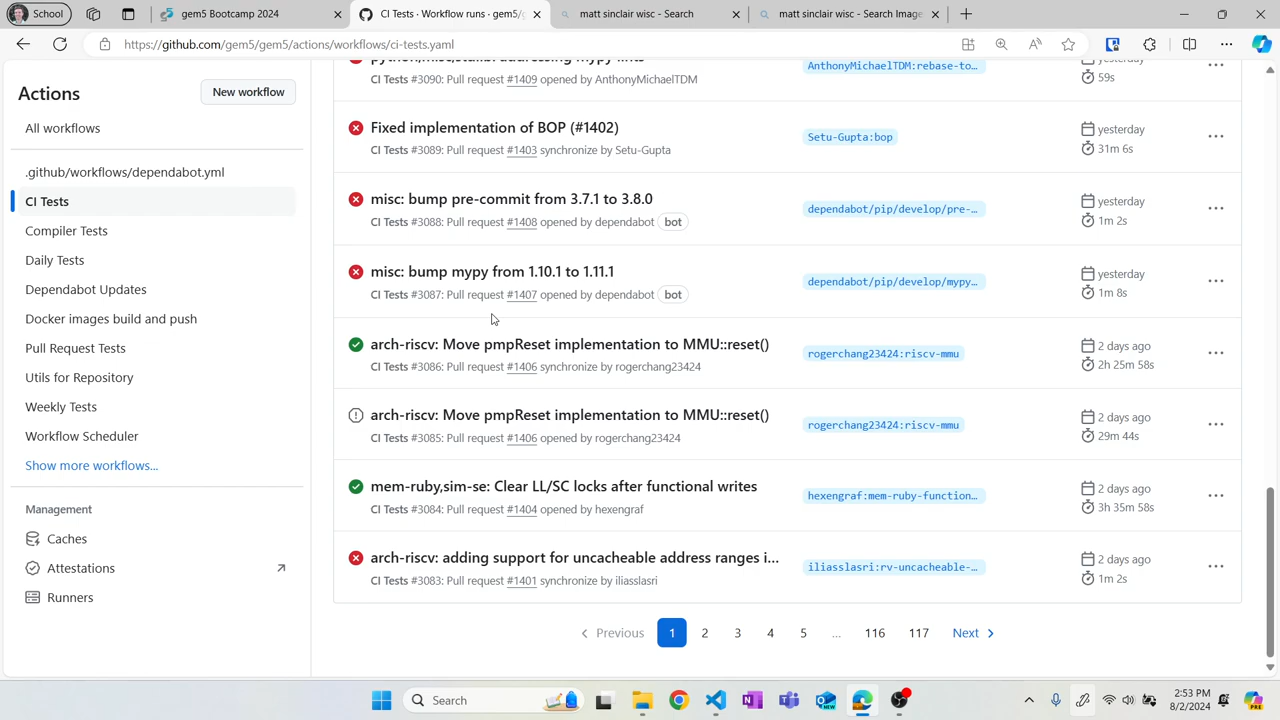 School
gem5 Bootcamp 2024
CI Tests · Workflow runs · gem5/g
matt sinclair wisc - Search
matt sinclair wisc - Search Image
https://github.com/gem5/gem5/actions/workflows/ci-tests.yaml
Actions
New workflow
All workflows
.github/workflows/dependabot.yml
CI Tests
Compiler Tests
Daily Tests
Dependabot Updates
Docker images build and push
Pull Request Tests
Utils for Repository
Weekly Tests
Workflow Scheduler
Show more workflows...
Management
Caches
Attestations
Runners
python,misc,stdlib: addressing mypy lints
CI Tests #3090: Pull request #1409 opened by AnthonyMichaelTDM
AnthonyMichaelTDM:rebase-to…
yesterday
59s
Fixed implementation of BOP (#1402)
CI Tests #3089: Pull request #1403 synchronize by Setu-Gupta
Setu-Gupta:bop
yesterday
31m 6s
misc: bump pre-commit from 3.7.1 to 3.8.0
CI Tests #3088: Pull request #1408 opened by dependabot bot
dependabot/pip/develop/pre-…
yesterday
1m 2s
misc: bump mypy from 1.10.1 to 1.11.1
CI Tests #3087: Pull request #1407 opened by dependabot bot
dependabot/pip/develop/mypy…
yesterday
1m 8s
arch-riscv: Move pmpReset implementation to MMU::reset()
CI Tests #3086: Pull request #1406 synchronize by rogerchang23424
rogerchang23424:riscv-mmu
2 days ago
2h 25m 58s
arch-riscv: Move pmpReset implementation to MMU::reset()
CI Tests #3085: Pull request #1406 opened by rogerchang23424
rogerchang23424:riscv-mmu
2 days ago
29m 44s
mem-ruby,sim-se: Clear LL/SC locks after functional writes
CI Tests #3084: Pull request #1404 opened by hexengraf
hexengraf:mem-ruby-function…
2 days ago
3h 35m 58s
arch-riscv: adding support for uncacheable address ranges i…
CI Tests #3083: Pull request #1401 synchronize by iliasslasri
iliasslasri:rv-uncacheable-…
2 days ago
1m 2s
Previous 1 2 3 4 5 … 116 117 Next
Search
2:53 PM
8/2/2024